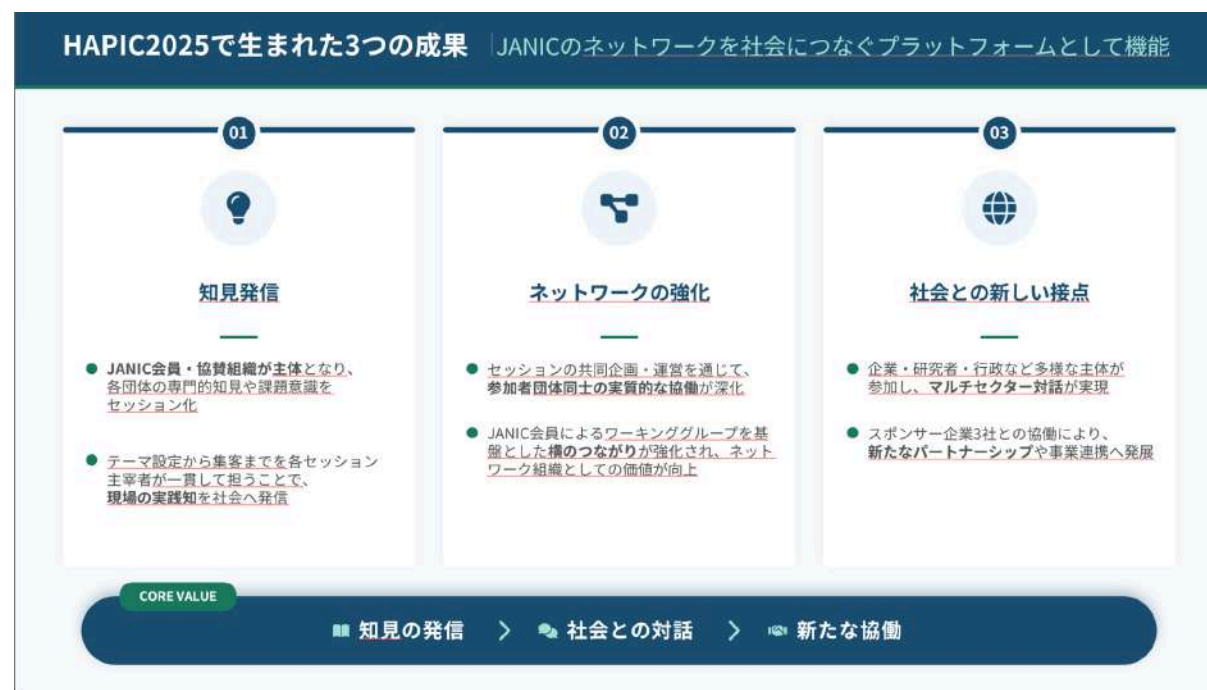 HAPIC2025で生まれた3つの成果 JANICのネットワークを社会につなぐプラットフォームとして機能
01
知見発信
JANIC会員・協賛組織が主体となり、
各団体の専門的知見や課題意識を
セッション化
テーマ設定から集客までを各セッション
主宰者が一貫して担うことで、
現場の実践知を社会へ発信
02
ネットワークの強化
セッションの共同企画・運営を通じて、
参加者団体同士の実質的な協働が深化
JANIC会員によるワーキンググループを基
盤とした横のつながりが強化され、ネット
ワーク組織としての価値が向上
03
社会との新しい接点
企業・研究者・行政など多様な主体が
参加し、マルチセクター対話が実現
スポンサー企業3社との協働により、
新たなパートナーシップや事業連携へ発展
CORE VALUE
知見の発信 > 社会との対話 > 新たな協働